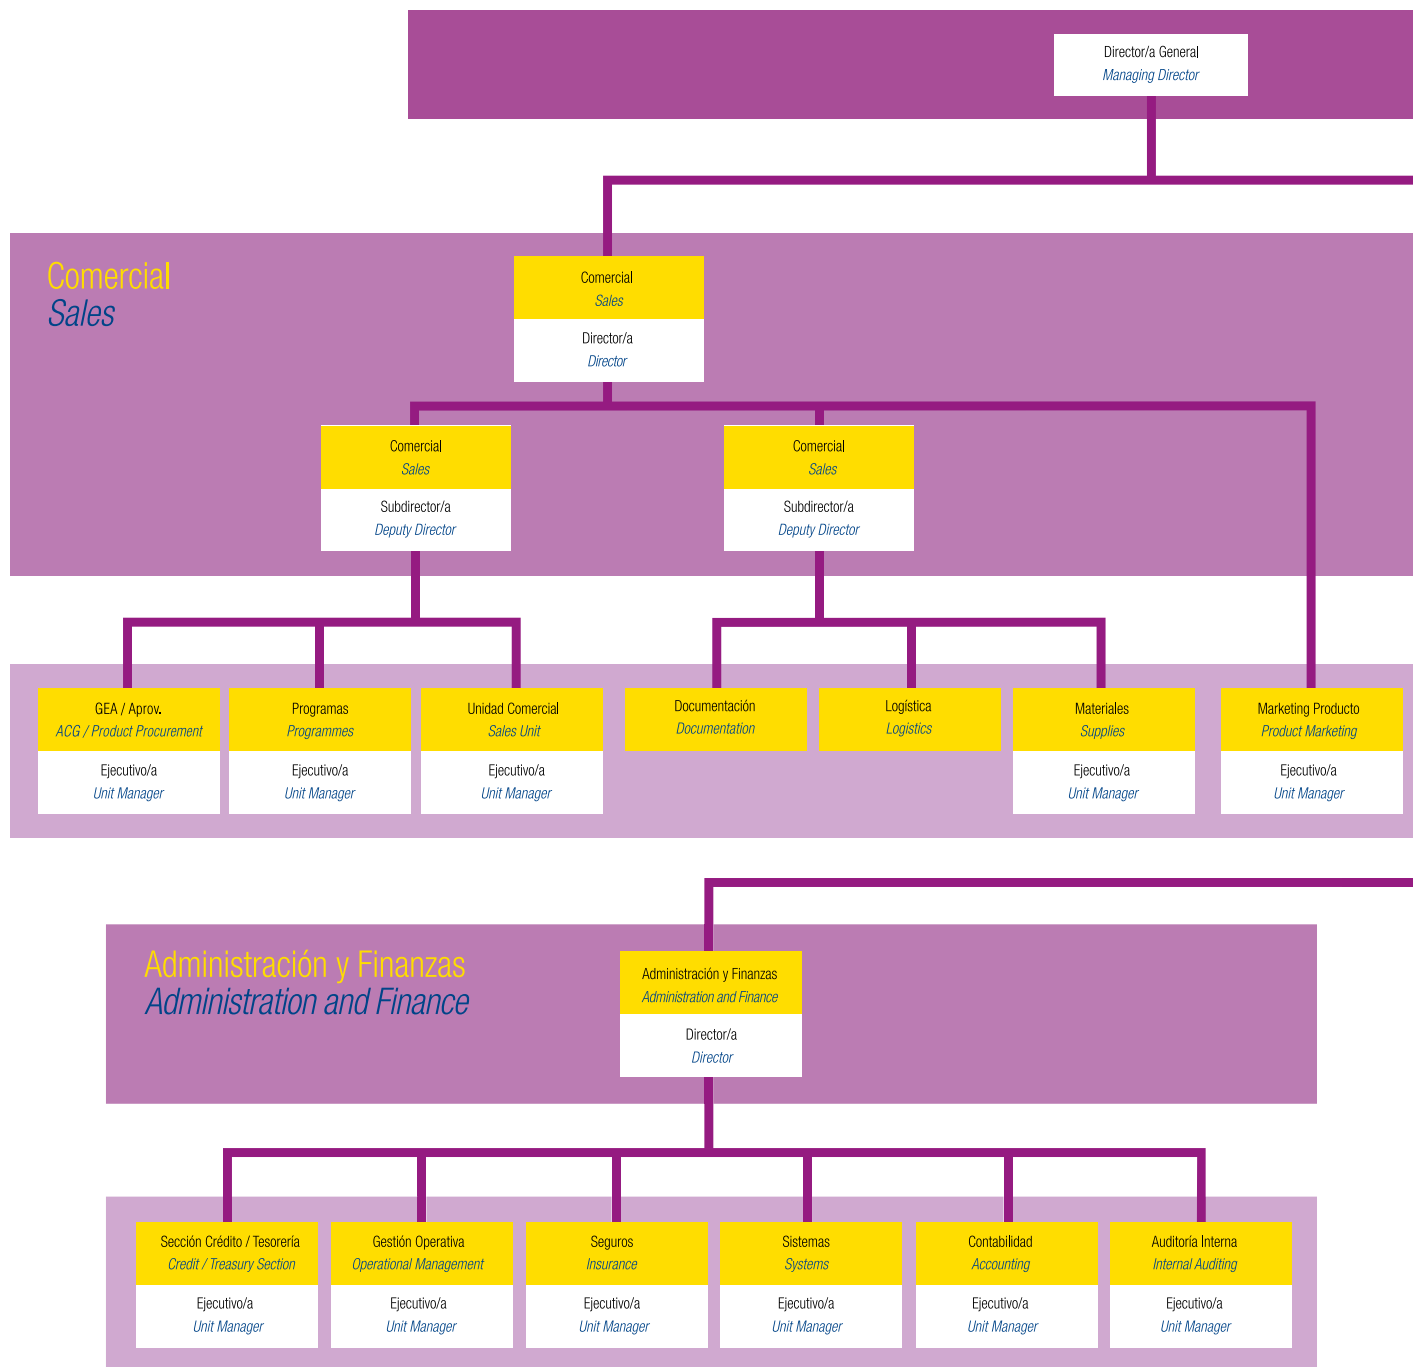 Director/a General
Managing Director
Comercial
Sales
Comercial
Sales
Director/a
Director
Comercial
Sales
Subdirector/a
Deputy Director
Comercial
Sales
Subdirector/a
Deputy Director
GEA / Aprov.
ACG / Product Procurement
Ejecutivo/a
Unit Manager
Programas
Programmes
Ejecutivo/a
Unit Manager
Unidad Comercial
Sales Unit
Ejecutivo/a
Unit Manager
Documentación
Documentation
Logística
Logistics
Materiales
Supplies
Ejecutivo/a
Unit Manager
Marketing Producto
Product Marketing
Ejecutivo/a
Unit Manager
Administración y Finanzas
Administration and Finance
Administración y Finanzas
Administration and Finance
Director/a
Director
Sección Crédito / Tesorería
Credit / Treasury Section
Ejecutivo/a
Unit Manager
Gestión Operativa
Operational Management
Ejecutivo/a
Unit Manager
Seguros
Insurance
Ejecutivo/a
Unit Manager
Sistemas
Systems
Ejecutivo/a
Unit Manager
Contabilidad
Accounting
Ejecutivo/a
Unit Manager
Auditoría Interna
Internal Auditing
Ejecutivo/a
Unit Manager